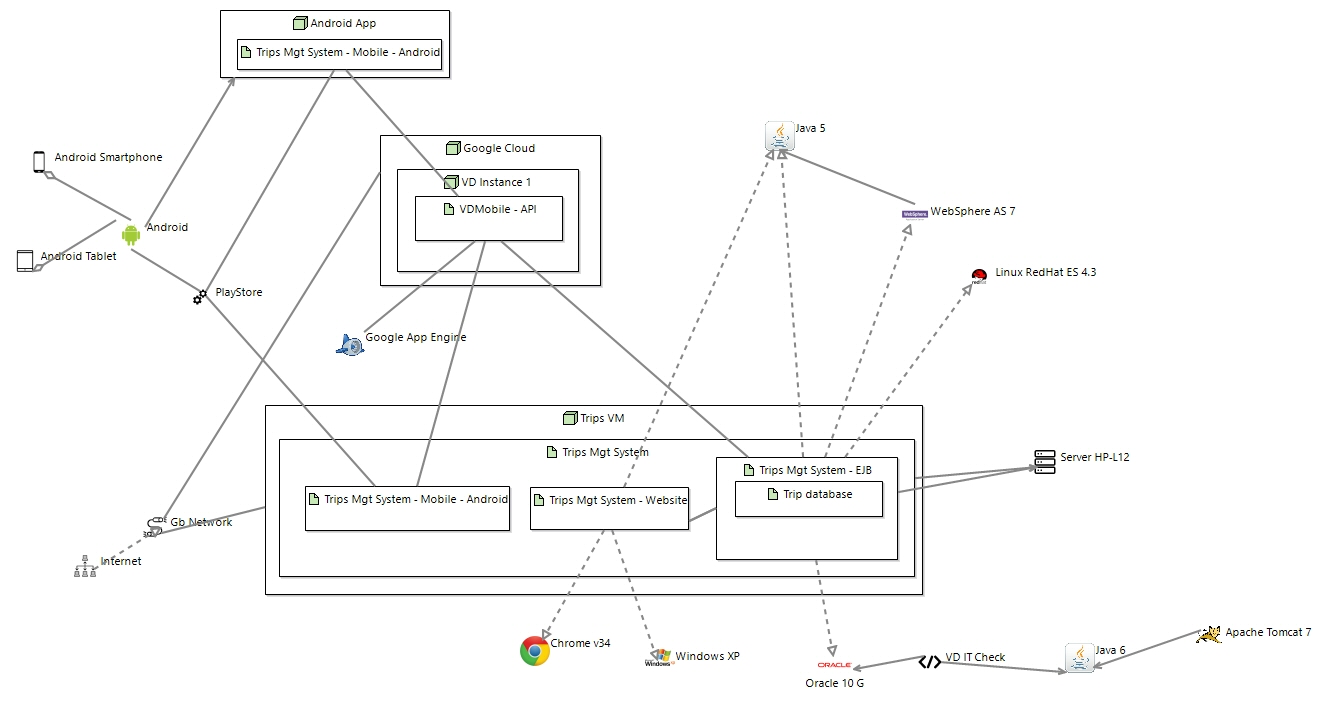 Android App
Trips Mgt System - Mobile - Android
Java 5
Google Cloud
Android Smartphone
VD Instance 1
VDMobile - API
WebSphere
WebSphere AS 7
Android
Android Tablet
Linux RedHat ES 4.3
PlayStore
Google App Engine
Trips VM
Trips Mgt System
Server HP-L12
Trips Mgt System - EJB
Trip database
Trips Mgt System - Mobile - Android
Trips Mgt System - Website
Gb Network
Internet
Apache Tomcat 7
Chrome v34
Java 6
Windows XP
Windows
VD IT Check
ORACLE
Oracle 10 G